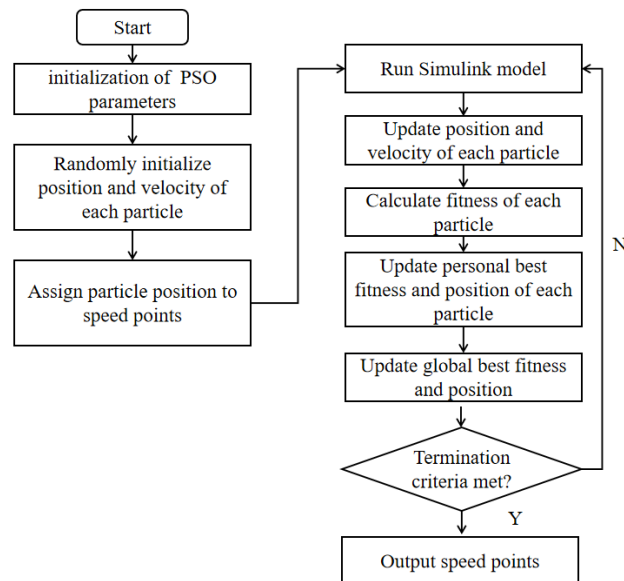 Start
initialization of PSO
parameters
Randomly initialize
position and velocity of
each particle
Assign particle position to
speed points
Run Simulink model
Update position and
velocity of each particle
Calculate fitness of each
particle
Update personal best
fitness and position of each
particle
Update global best fitness
and position
Termination
criteria met?
N
Y
Output speed points